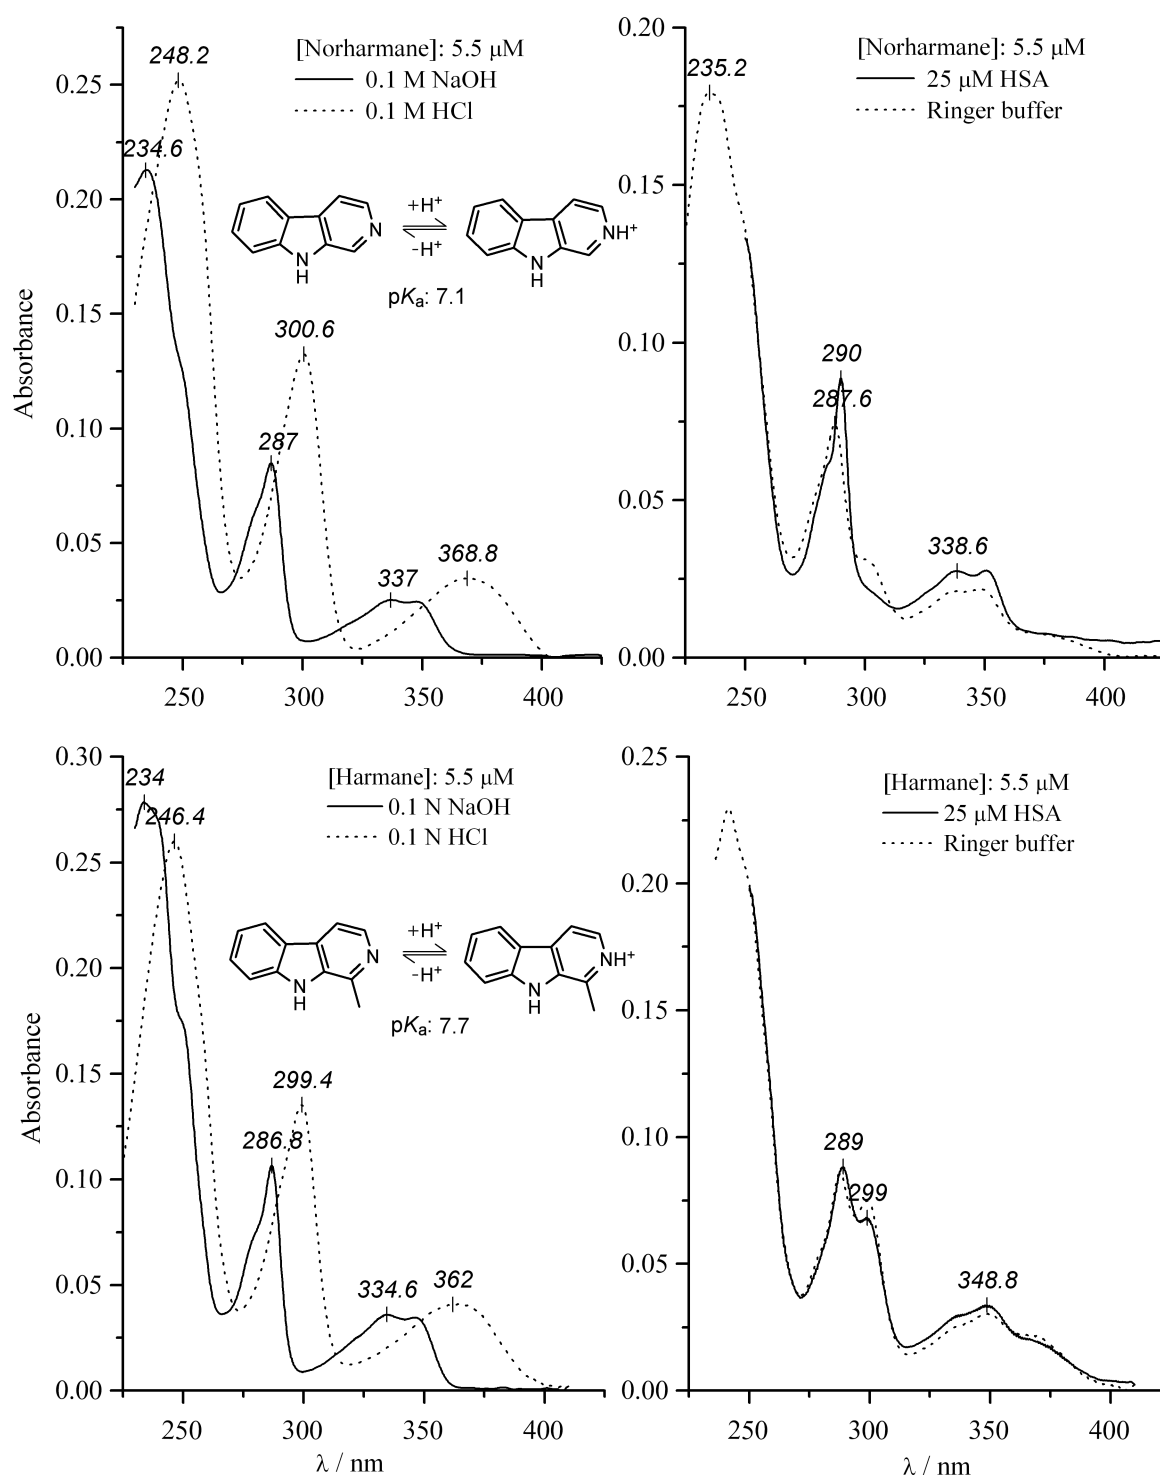 [Norharmane]: 5.5 μM
0.1 M NaOH
0.1 M HCl
248.2
234.6
300.6
287
337
368.8
+H⁺
-H⁺
N
N
H
NH⁺
N
H
pKa: 7.1
0.25
0.20
0.15
0.10
0.05
0.00
Absorbance
250
300
350
400
[Norharmane]: 5.5 μM
25 μM HSA
Ringer buffer
235.2
290
287.6
338.6
0.20
0.15
0.10
0.05
0.00
250
300
350
400
[Harmane]: 5.5 μM
0.1 N NaOH
0.1 N HCl
234
246.4
299.4
286.8
334.6
362
+H⁺
-H⁺
N
N
H
NH⁺
N
H
pKa: 7.7
0.30
0.25
0.20
0.15
0.10
0.05
0.00
Absorbance
250
300
350
400
λ / nm
[Harmane]: 5.5 μM
25 μM HSA
Ringer buffer
289
299
348.8
0.25
0.20
0.15
0.10
0.05
0.00
250
300
350
400
λ / nm